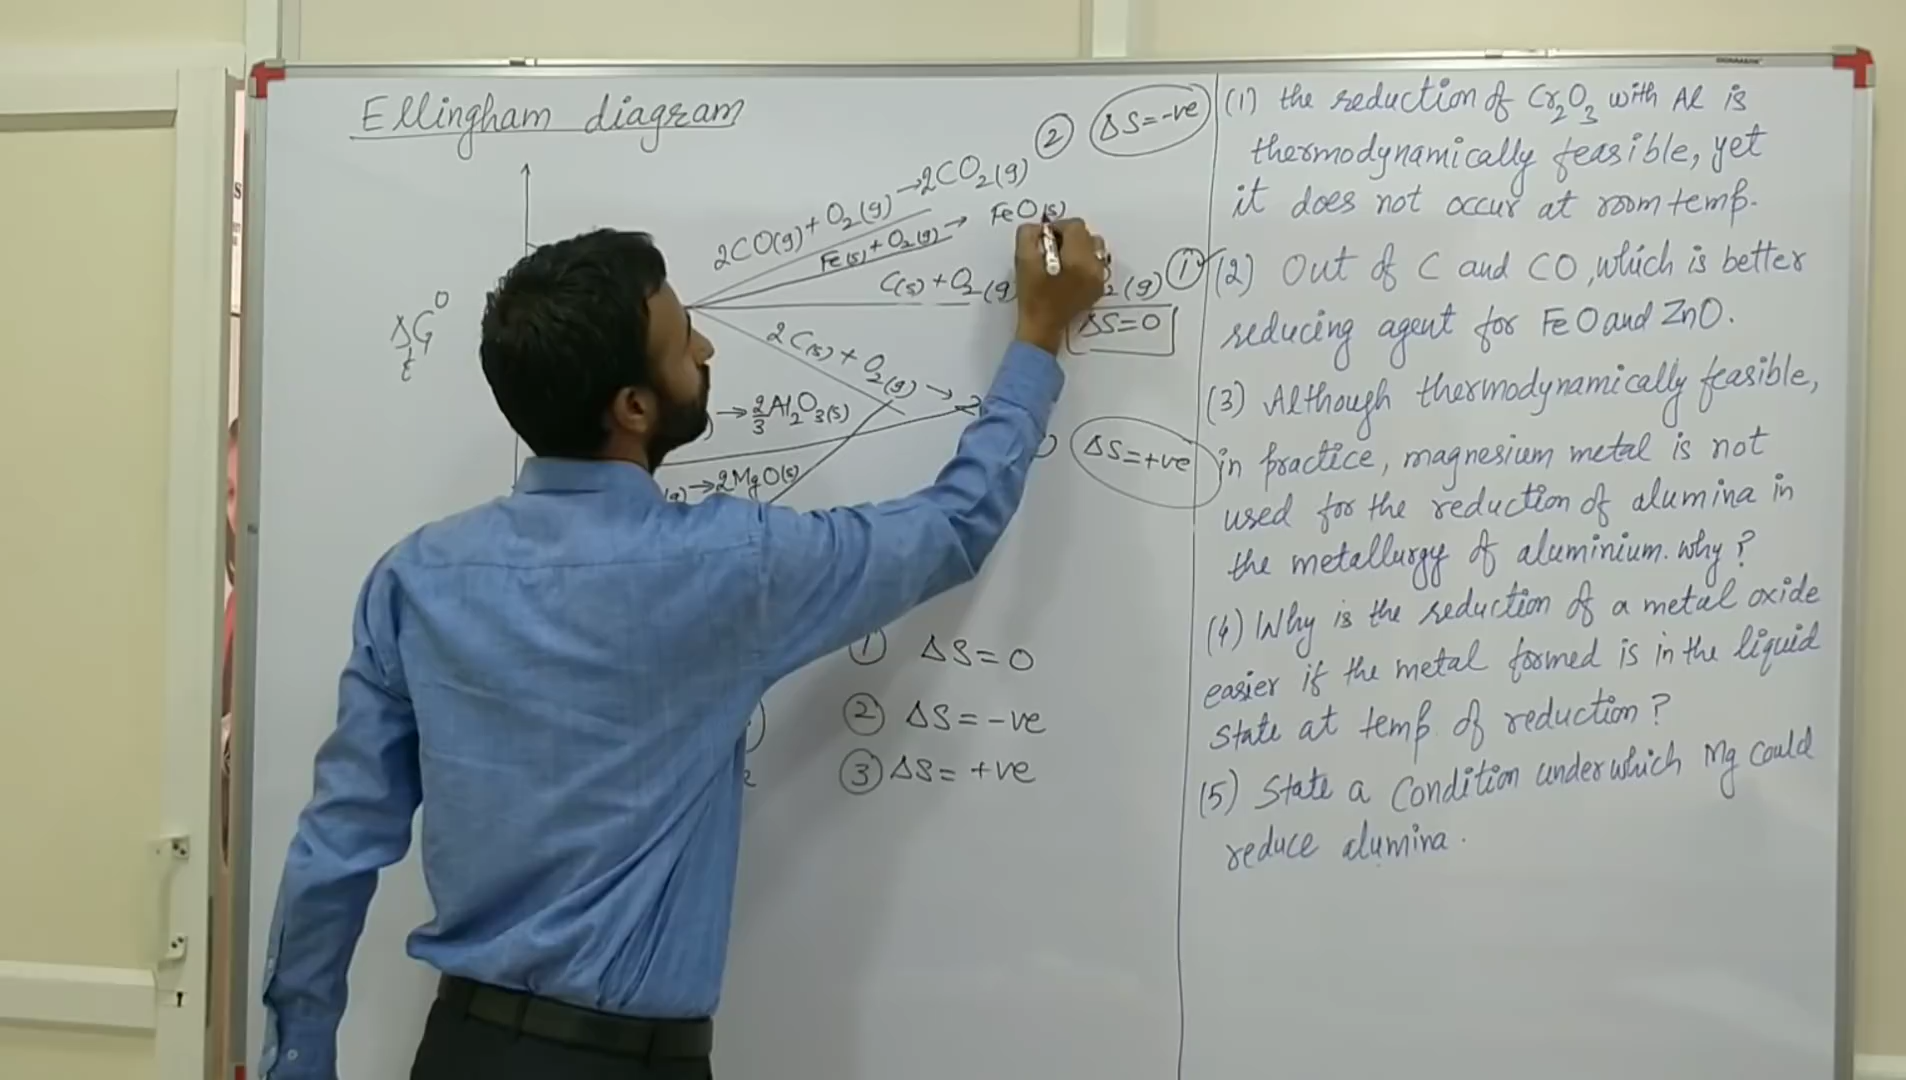 Ellingham diagram
② ΔS=-ve
2CO(g)+O₂(g)→2CO₂(g)
Fe(s)+O₂(g)→ FeO(s)
C(s)+O₂(g) ₂(g) ①
ΔS=0
ΔG⁰
f
2C(s)+O₂(g)→2
→2/3Al₂O₃(s)
ΔS=+ve
(g)→2MgO(s)
① ΔS=0
② ΔS=-ve
③ ΔS=+ve
(1) the reduction of Cr₂O₃ with Al is
thermodynamically feasible, yet
it does not occur at room temp.
(2) Out of C and CO, which is better
reducing agent for FeO and ZnO.
(3) Although thermodynamically feasible,
in practice, magnesium metal is not
used for the reduction of alumina in
the metallurgy of aluminium. why?
(4) Why is the reduction of a metal oxide
easier if the metal formed is in the liquid
state at temp. of reduction?
(5) State a Condition under which Mg could
reduce alumina.